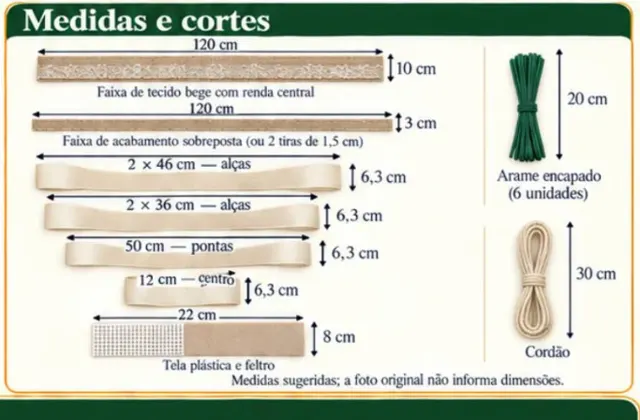 Medidas e cortes
120 cm
10 cm
Faixa de tecido bege com renda central
120 cm
3 cm
Faixa de acabamento sobreposta (ou 2 tiras de 1,5 cm)
2 × 46 cm — alças
6,3 cm
2 × 36 cm — alças
6,3 cm
50 cm — pontas
6,3 cm
12 cm — centro
6,3 cm
22 cm
8 cm
Tela plástica e feltro
20 cm
Arame encapado
(6 unidades)
30 cm
Cordão
Medidas sugeridas; a foto original não informa dimensões.